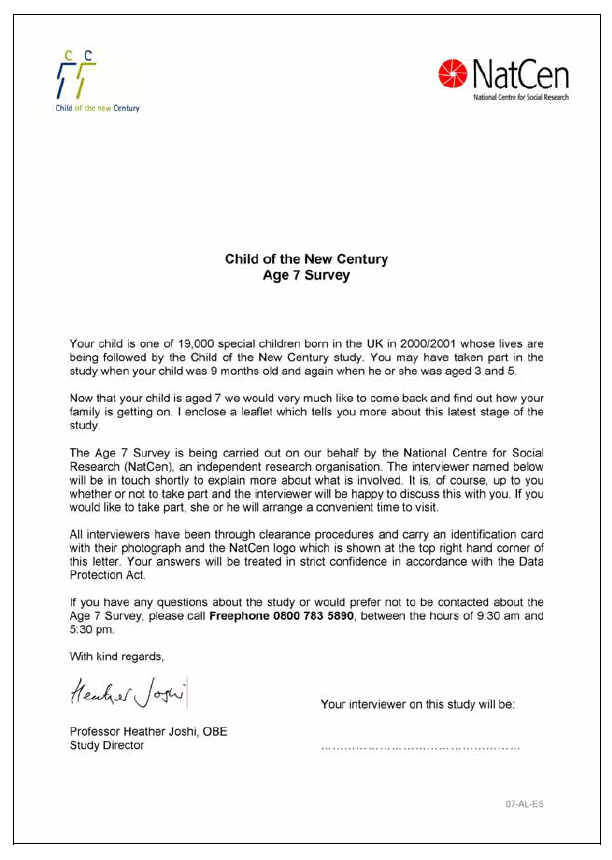 C C
Child of the new Century
NatCen
National Centre for Social Research
Child of the New Century
Age 7 Survey
Your child is one of 19,000 special children born in the UK in 2000/2001 whose lives are
being followed by the Child of the New Century study. You may have taken part in the
study when your child was 9 months old and again when he or she was aged 3 and 5.
Now that your child is aged 7 we would very much like to come back and find out how your
family is getting on. I enclose a leaflet which tells you more about this latest stage of the
study.
The Age 7 Survey is being carried out on our behalf by the National Centre for Social
Research (NatCen), an independent research organisation. The interviewer named below
will be in touch shortly to explain more about what is involved. It is, of course, up to you
whether or not to take part and the interviewer will be happy to discuss this with you. If you
would like to take part, she or he will arrange a convenient time to visit.
All interviewers have been through clearance procedures and carry an identification card
with their photograph and the NatCen logo which is shown at the top right hand corner of
this letter. Your answers will be treated in strict confidence in accordance with the Data
Protection Act.
If you have any questions about the study or would prefer not to be contacted about the
Age 7 Survey, please call Freephone 0800 783 5890, between the hours of 9:30 am and
5:30 pm.
With kind regards,
Heather Joshi
Your interviewer on this study will be:
Professor Heather Joshi, OBE
Study Director
07-AL-ES